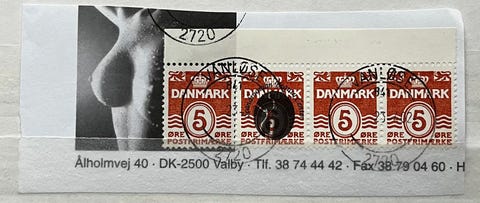 2720
VANLØSE
DANMARK DANMARK DANMARK DANMARK
5 5 5 5
ØRE ØRE ØRE ØRE
POSTFRIMÆRKE POSTFRIMÆRKE POSTFRIMÆRKE POSTFRIMÆRKE
2720 2720
Ålholmvej 40 · DK-2500 Valby · Tlf. 38 74 44 42 · Fax 38 79 04 60 · H